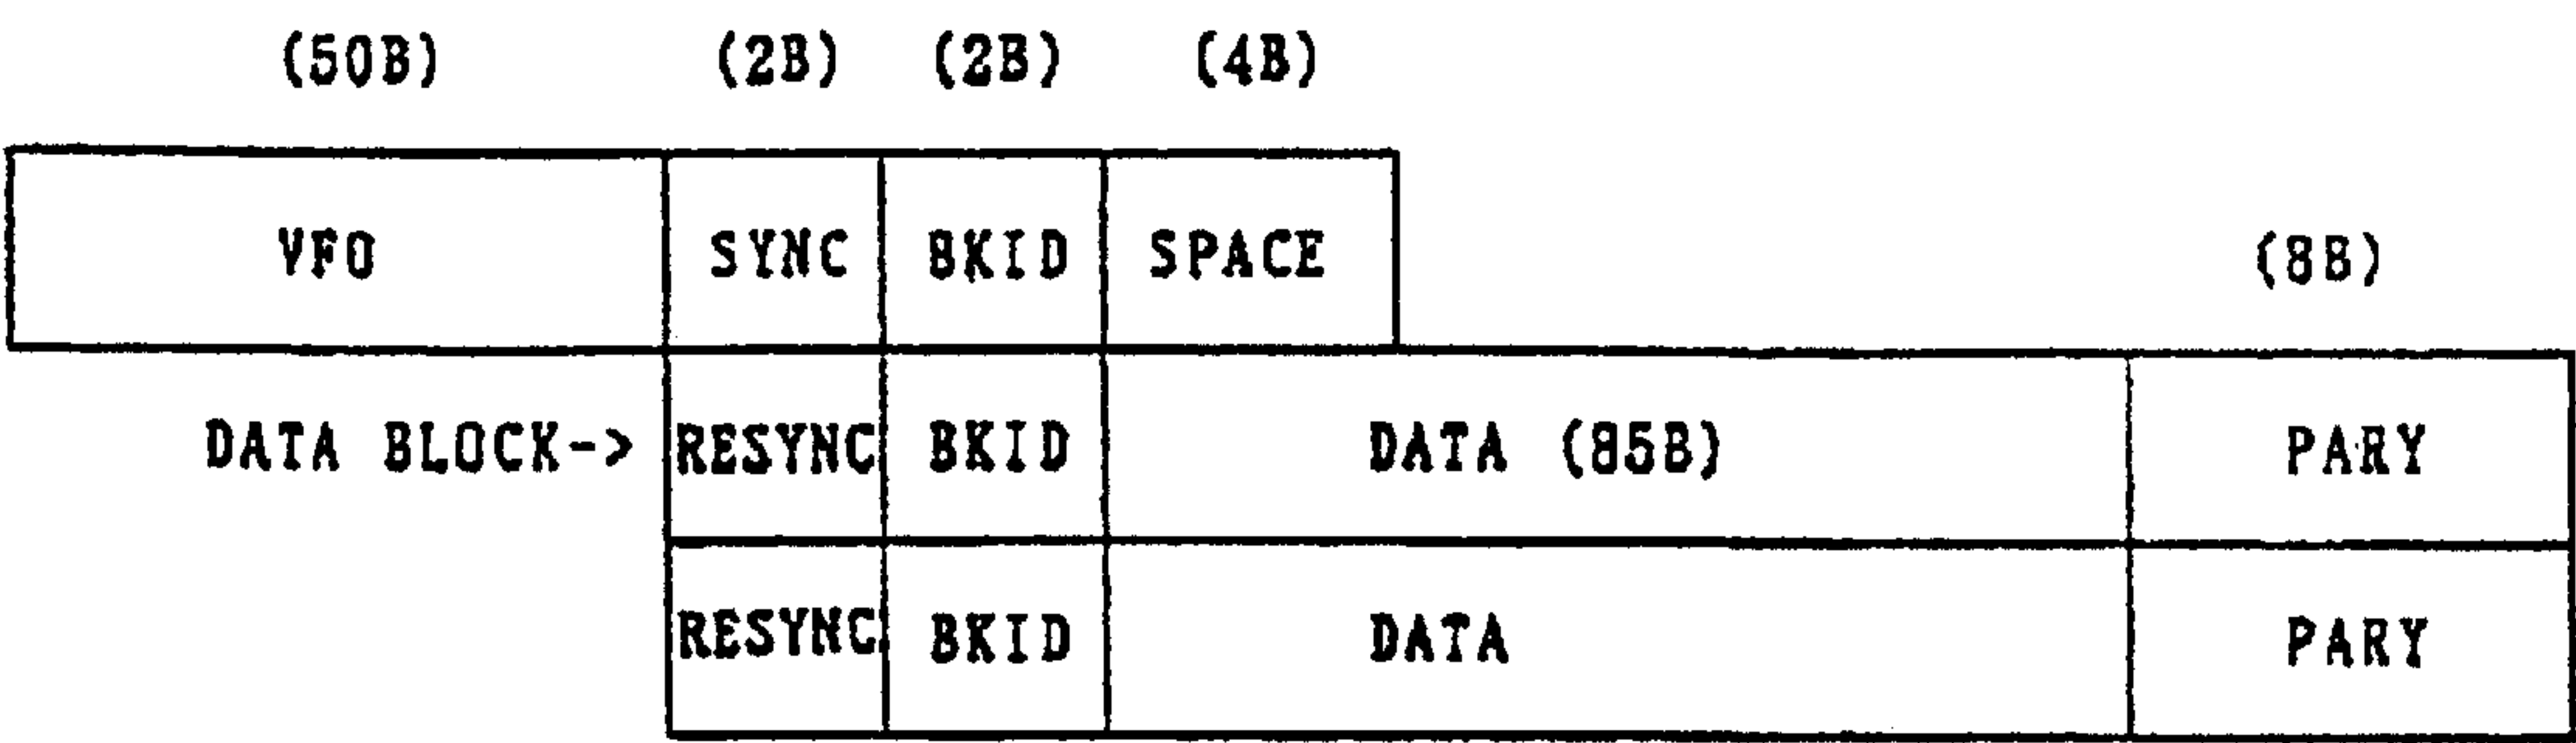 (50B) (2B) (2B) (4B)
VFO SYNC BKID SPACE (8B)
DATA BLOCK-> RESYNC BKID DATA (85B) PARY
RESYNC BKID DATA PARY